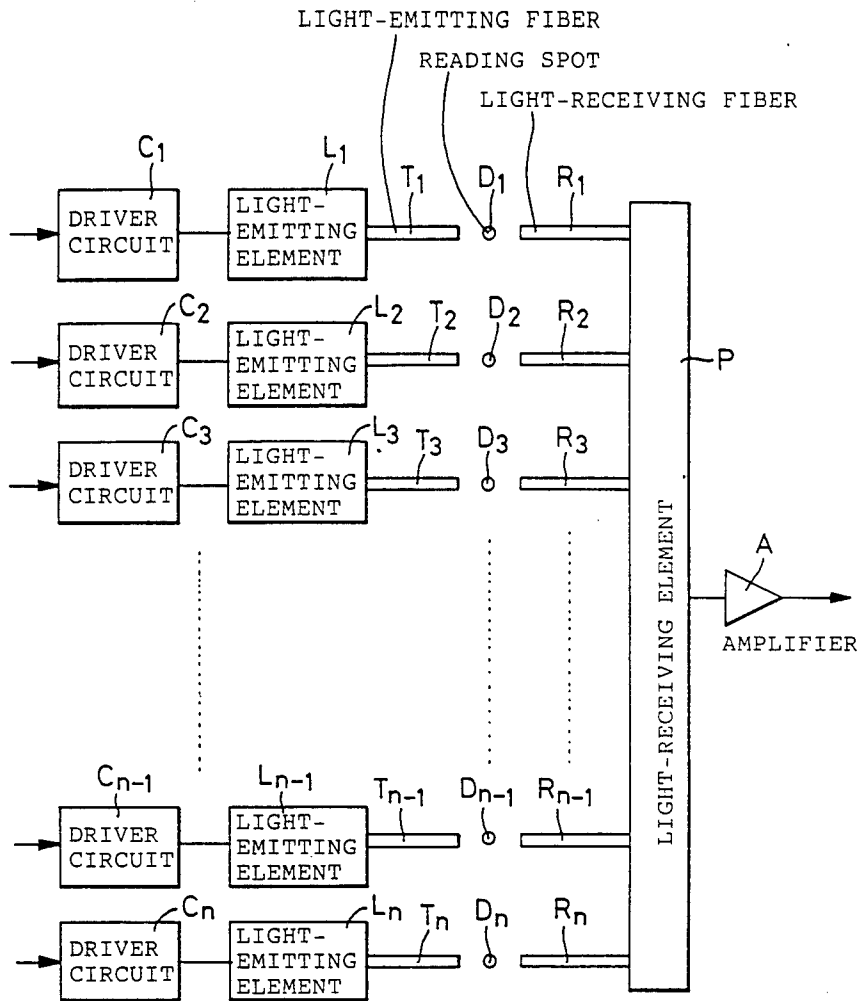 LIGHT-EMITTING FIBER
READING SPOT
LIGHT-RECEIVING FIBER
C1
L1
T1
D1
R1
DRIVER
CIRCUIT
LIGHT-
EMITTING
ELEMENT
C2
L2
T2
D2
R2
P
DRIVER
CIRCUIT
LIGHT-
EMITTING
ELEMENT
C3
L3
T3
D3
R3
DRIVER
CIRCUIT
LIGHT-
EMITTING
ELEMENT
LIGHT-RECEIVING ELEMENT
A
AMPLIFIER
Cn-1
Ln-1
Tn-1
Dn-1
Rn-1
DRIVER
CIRCUIT
LIGHT-
EMITTING
ELEMENT
Cn
Ln
Tn
Dn
Rn
DRIVER
CIRCUIT
LIGHT-
EMITTING
ELEMENT